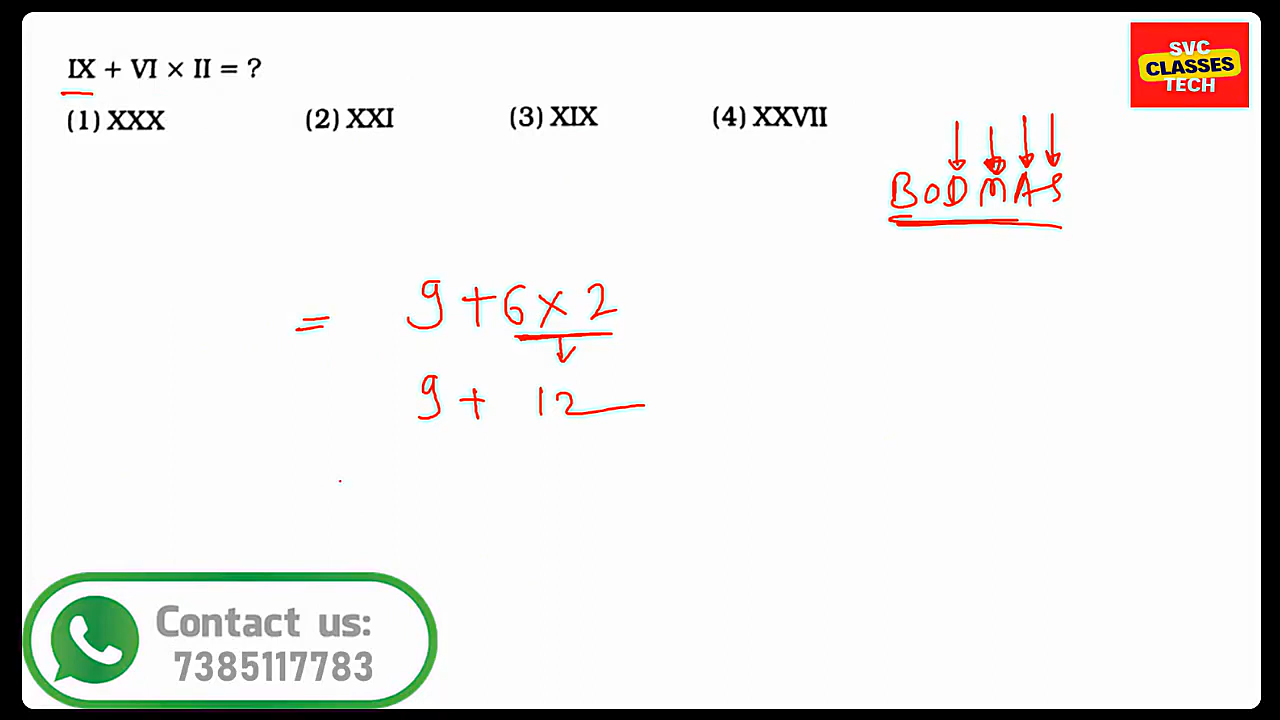 IX + VI × II = ?
(1) XXX (2) XXI (3) XIX (4) XXVII
SVC
CLASSES
TECH
BODMAS
= 9 + 6 × 2
9 + 12
Contact us:
7385117783